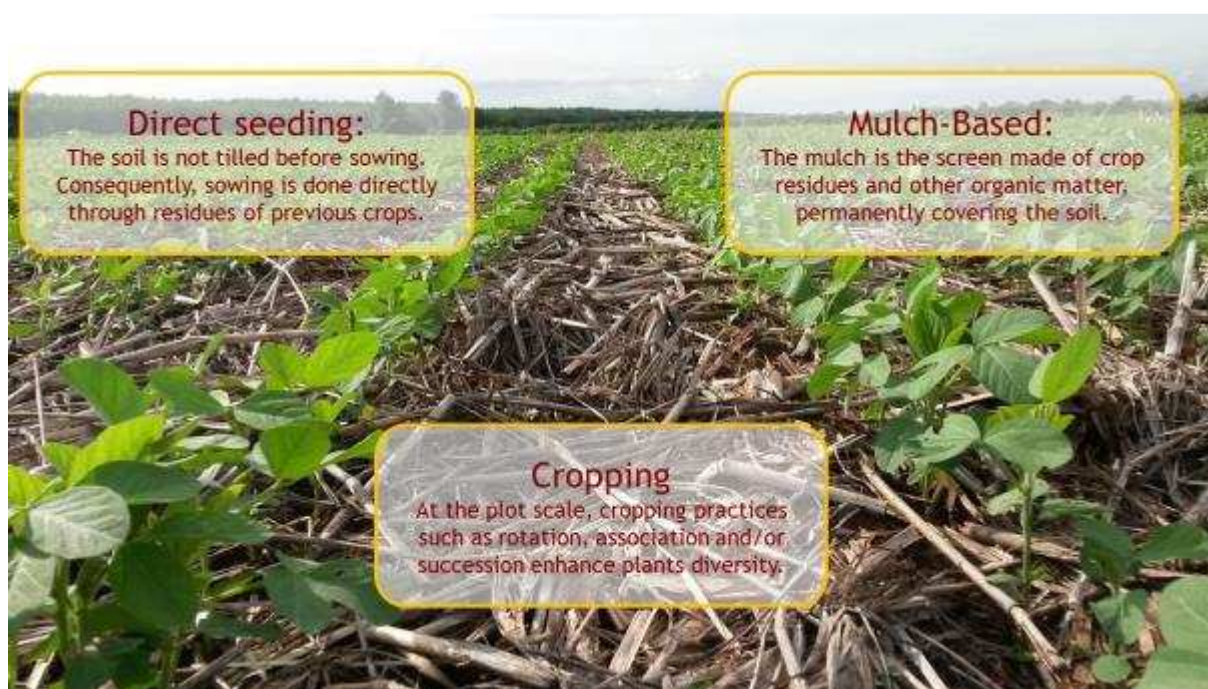 Direct seeding:
The soil is not tilled before sowing.
Consequently, sowing is done directly
through residues of previous crops.
Mulch-Based:
The mulch is the screen made of crop
residues and other organic matter,
permanently covering the soil.
Cropping
At the plot scale, cropping practices
such as rotation, association and/or
succession enhance plants diversity.